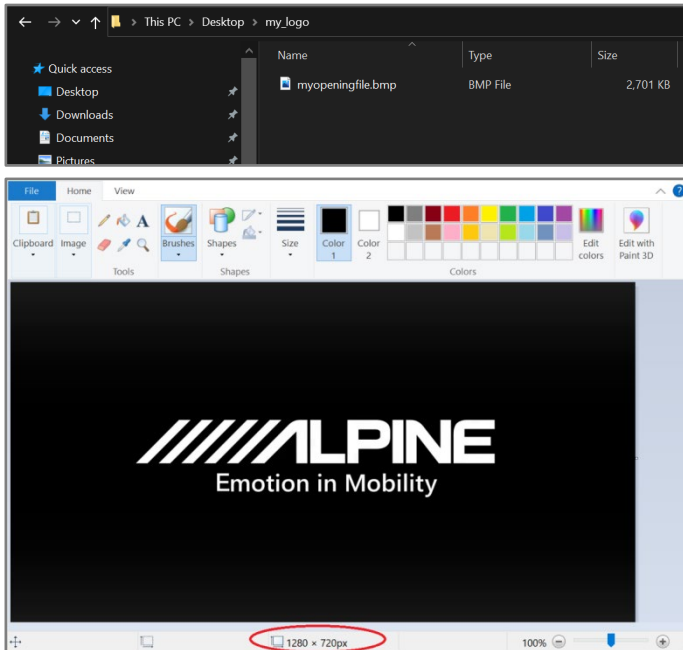 This PC > Desktop > my_logo
Name Type Size
Quick access
myopeningfile.bmp BMP File 2,701 KB
Desktop
Downloads
Documents
Pictures
File Home View
Clipboard Image Brushes Shapes Size Color 1 Color 2 Edit colors Edit with Paint 3D
Tools Shapes Colors
ALPINE
Emotion in Mobility
1280 × 720px 100%